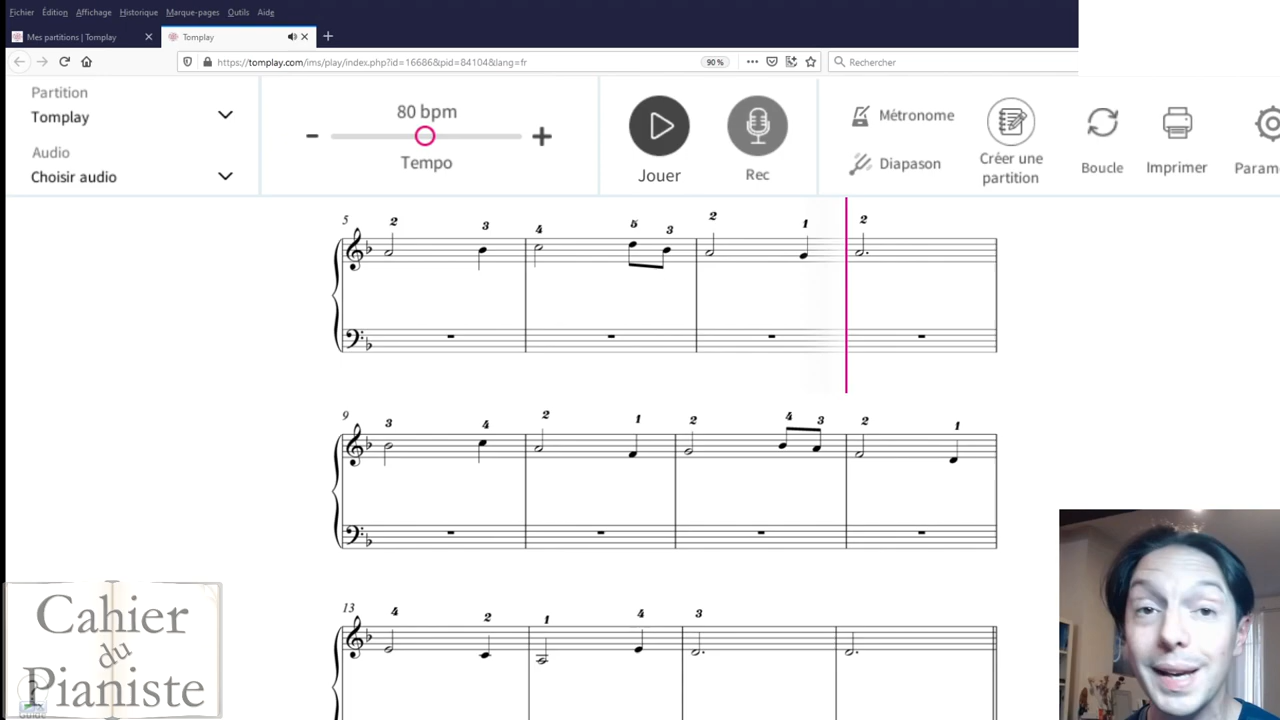 Fichier Édition Affichage Historique Marque-pages Outils Aide
Mes partitions | Tomplay
Tomplay
https://tomplay.com/ims/play/index.php?id=16686&pid=84104&lang=fr
90 %
Rechercher
Partition
Tomplay
Audio
Choisir audio
80 bpm
Tempo
Jouer
Rec
Métronome
Diapason
Créer une
partition
Boucle
Imprimer
Param
5 2 3 4 5 3 2 1 2
9 3 4 2 1 2 4 3 2 1
13 4 2 1 4 3
Cahier
du
Pianiste
Guide